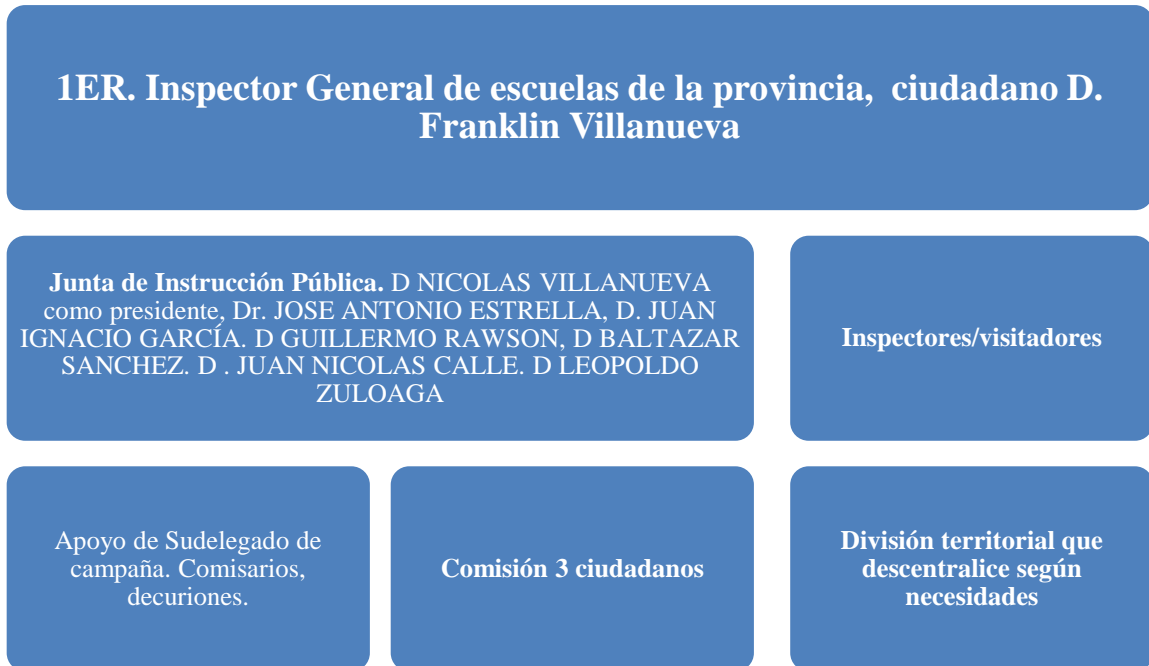 1ER. Inspector General de escuelas de la provincia, ciudadano D.
Franklin Villanueva
Junta de Instrucción Pública. D NICOLAS VILLANUEVA
como presidente, Dr. JOSE ANTONIO ESTRELLA, D. JUAN
IGNACIO GARCÍA. D GUILLERMO RAWSON, D BALTAZAR
SANCHEZ. D . JUAN NICOLAS CALLE. D LEOPOLDO
ZULOAGA
Inspectores/visitadores
Apoyo de Sudelegado de
campaña. Comisarios,
decuriones.
Comisión 3 ciudadanos
División territorial que
descentralice según
necesidades